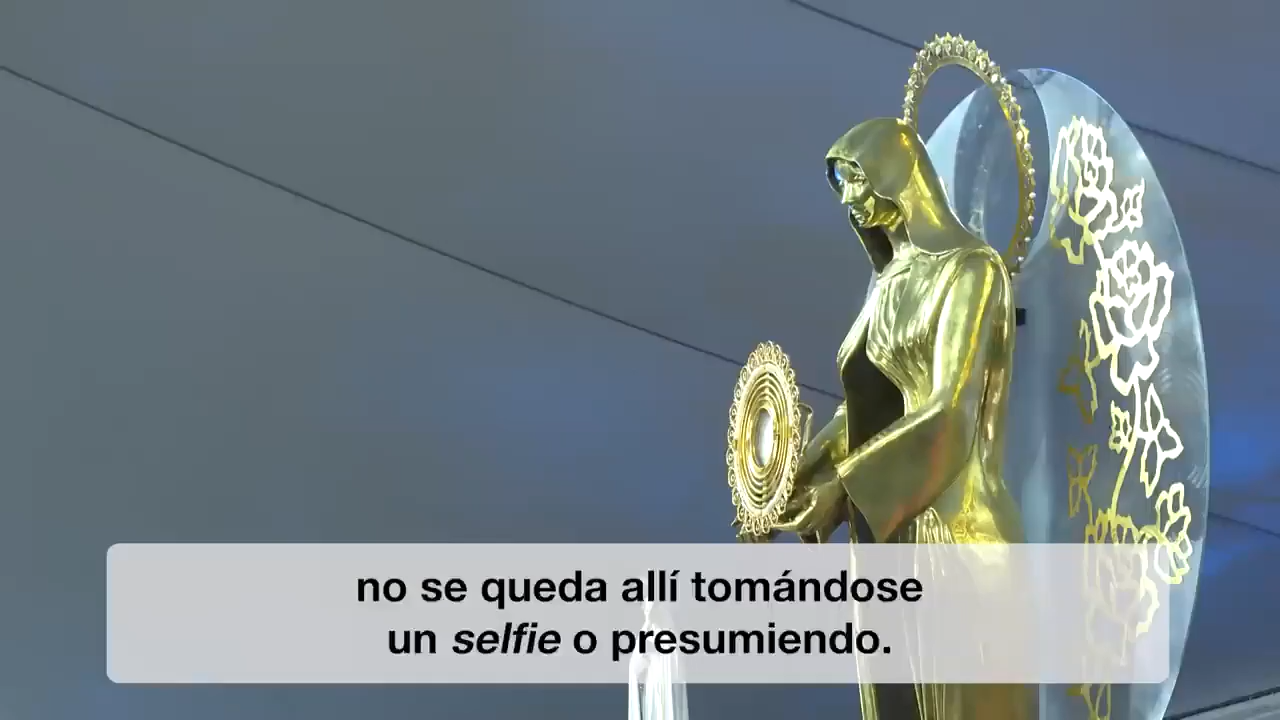 no se queda allí tomándose
un selfie o presumiendo.